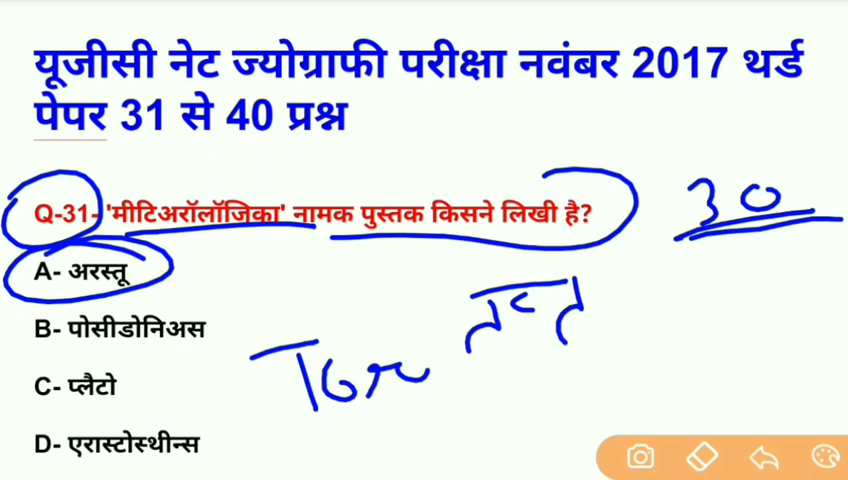 यूजीसी नेट ज्योग्राफी परीक्षा नवंबर 2017 थर्ड
पेपर 31 से 40 प्रश्न
Q-31- 'मीटिअरॉलॉजिका' नामक पुस्तक किसने लिखी है?
30
A- अरस्तू
B- पोसीडोनिअस
C- प्लैटो
D- एरास्टोस्थीन्स